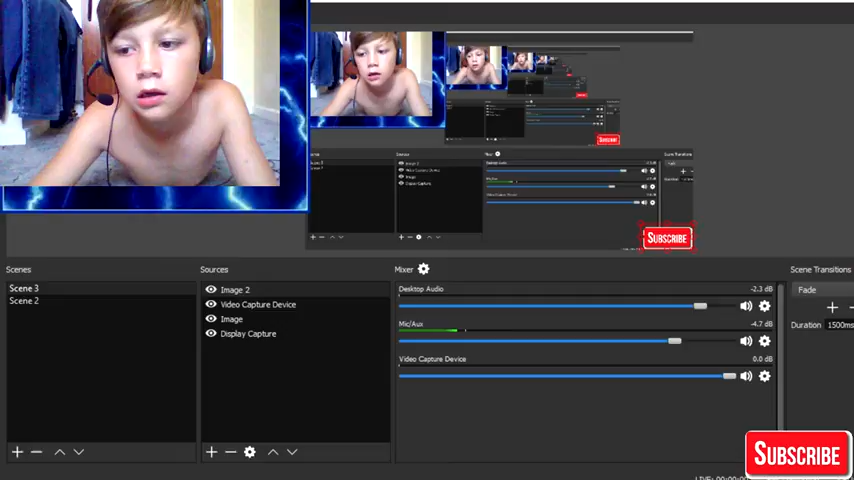 SUBSCRIBE
Scenes
Sources
Mixer
Scene Transitions
Scene 3
Scene 2
Image 2
Video Capture Device
Image
Display Capture
Desktop Audio
-2.3 dB
Mic/Aux
-4.7 dB
Video Capture Device
0.0 dB
Fade
Duration
1500ms
SUBSCRIBE